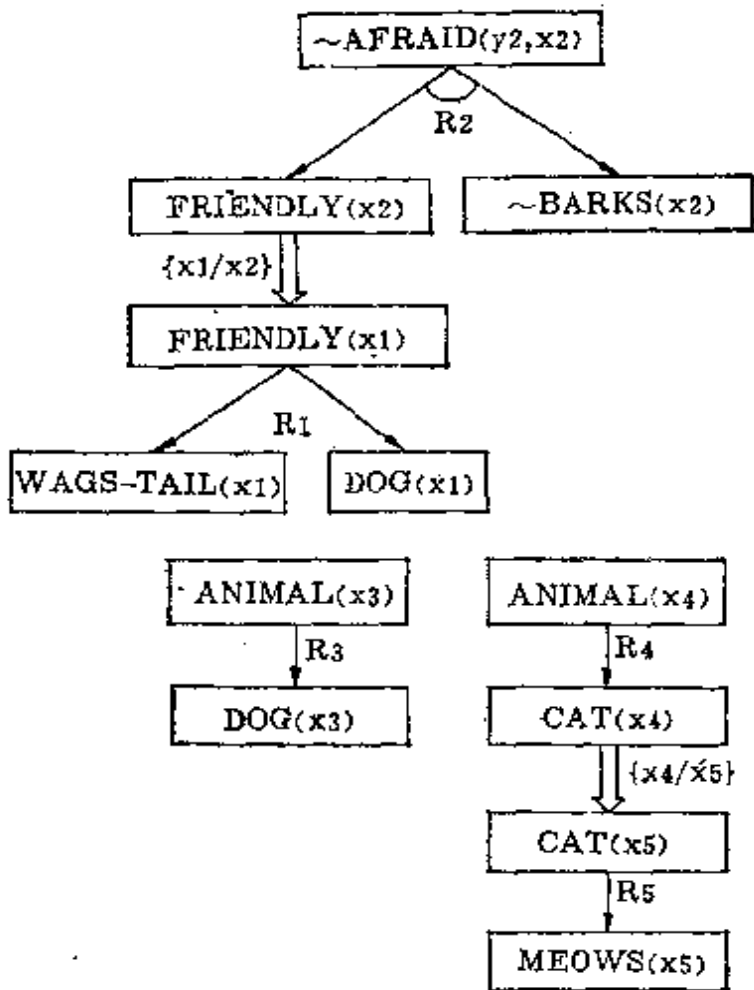 ~AFRAID(y2,x2)
R2
FRIENDLY(x2) ~BARKS(x2)
{x1/x2}
FRIENDLY(x1)
R1
WAGS-TAIL(x1) DOG(x1)
ANIMAL(x3) ANIMAL(x4)
R3 R4
DOG(x3) CAT(x4)
{x4/x5}
CAT(x5)
R5
MEOWS(x5)